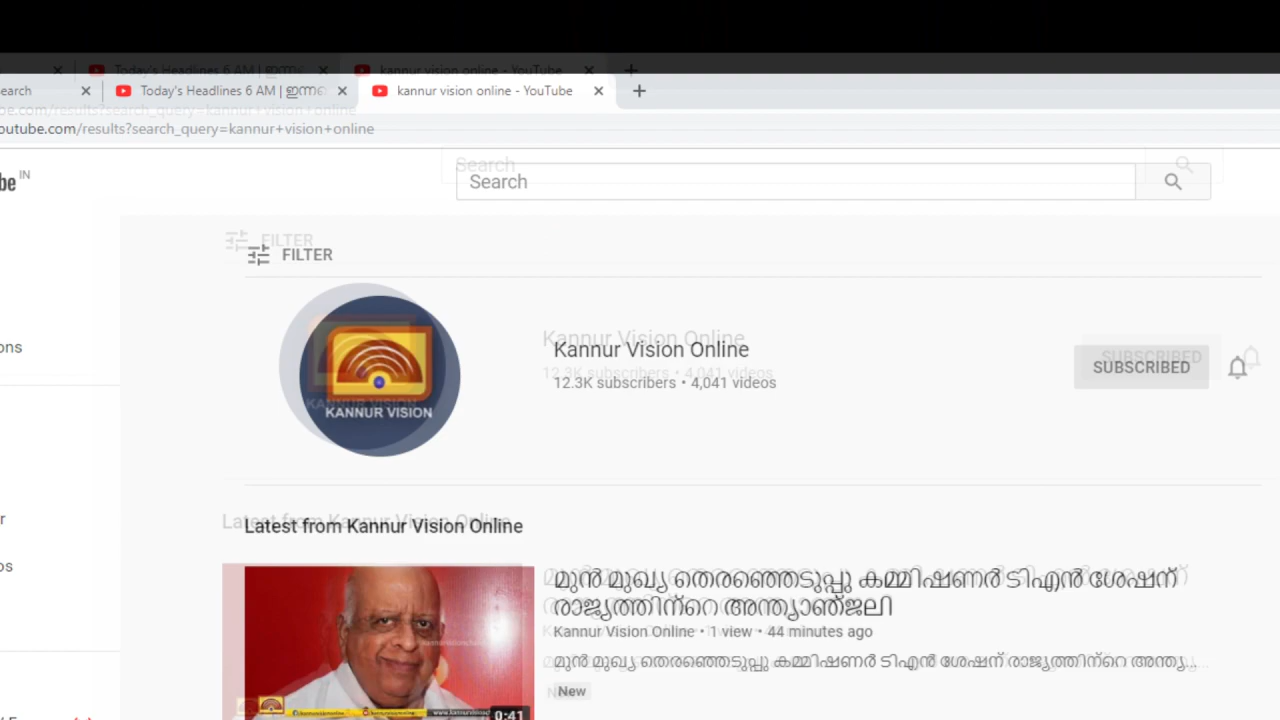 earch
Today's Headlines 6 AM | ഇന്നത്
kannur vision online - YouTube
outube.com/results?search_query=kannur+vision+online
be IN
Search
FILTER
ons
KANNUR VISION
Kannur Vision Online
12.3K subscribers • 4,041 videos
SUBSCRIBED
Latest from Kannur Vision Online
r
os
മുൻ മുഖ്യ തെരഞ്ഞെടുപ്പു കമ്മിഷണർ ടിഎൻ ശേഷന്
രാജ്യത്തിന്റെ അന്ത്യാഞ്ജലി
Kannur Vision Online • 1 view • 44 minutes ago
മുൻ മുഖ്യ തെരഞ്ഞെടുപ്പു കമ്മിഷണർ ടിഎൻ ശേഷന് രാജ്യത്തിന്റെ അന്ത്യ...
New
0:41